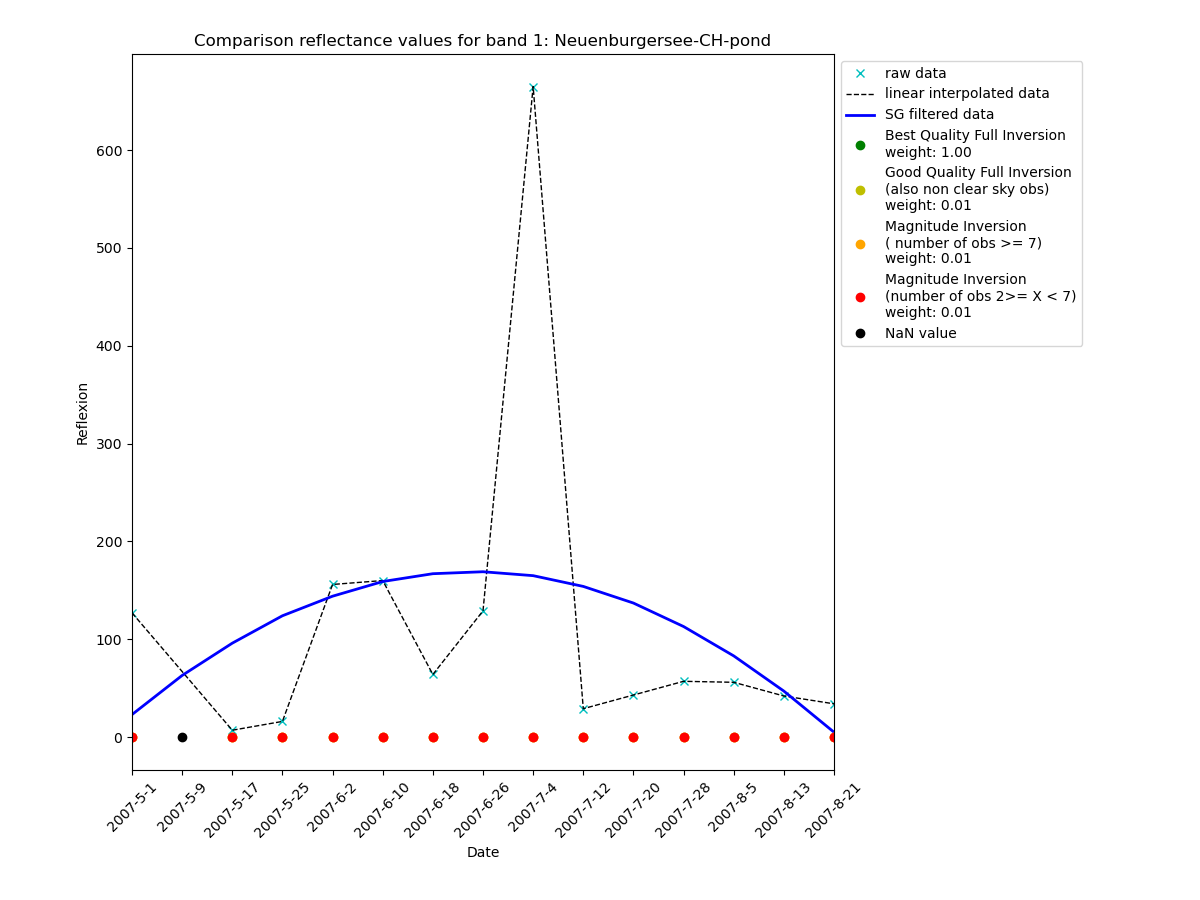 Comparison reflectance values for band 1: Neuenburgersee-CH-pond
raw data
linear interpolated data
SG filtered data
Best Quality Full Inversion
weight: 1.00
Good Quality Full Inversion
(also non clear sky obs)
weight: 0.01
Magnitude Inversion
( number of obs >= 7)
weight: 0.01
Magnitude Inversion
(number of obs 2>= X < 7)
weight: 0.01
NaN value
600
500
400
300
200
100
0
Reflexion
2007-5-1
2007-5-9
2007-5-17
2007-5-25
2007-6-2
2007-6-10
2007-6-18
2007-6-26
2007-7-4
2007-7-12
2007-7-20
2007-7-28
2007-8-5
2007-8-13
2007-8-21
Date